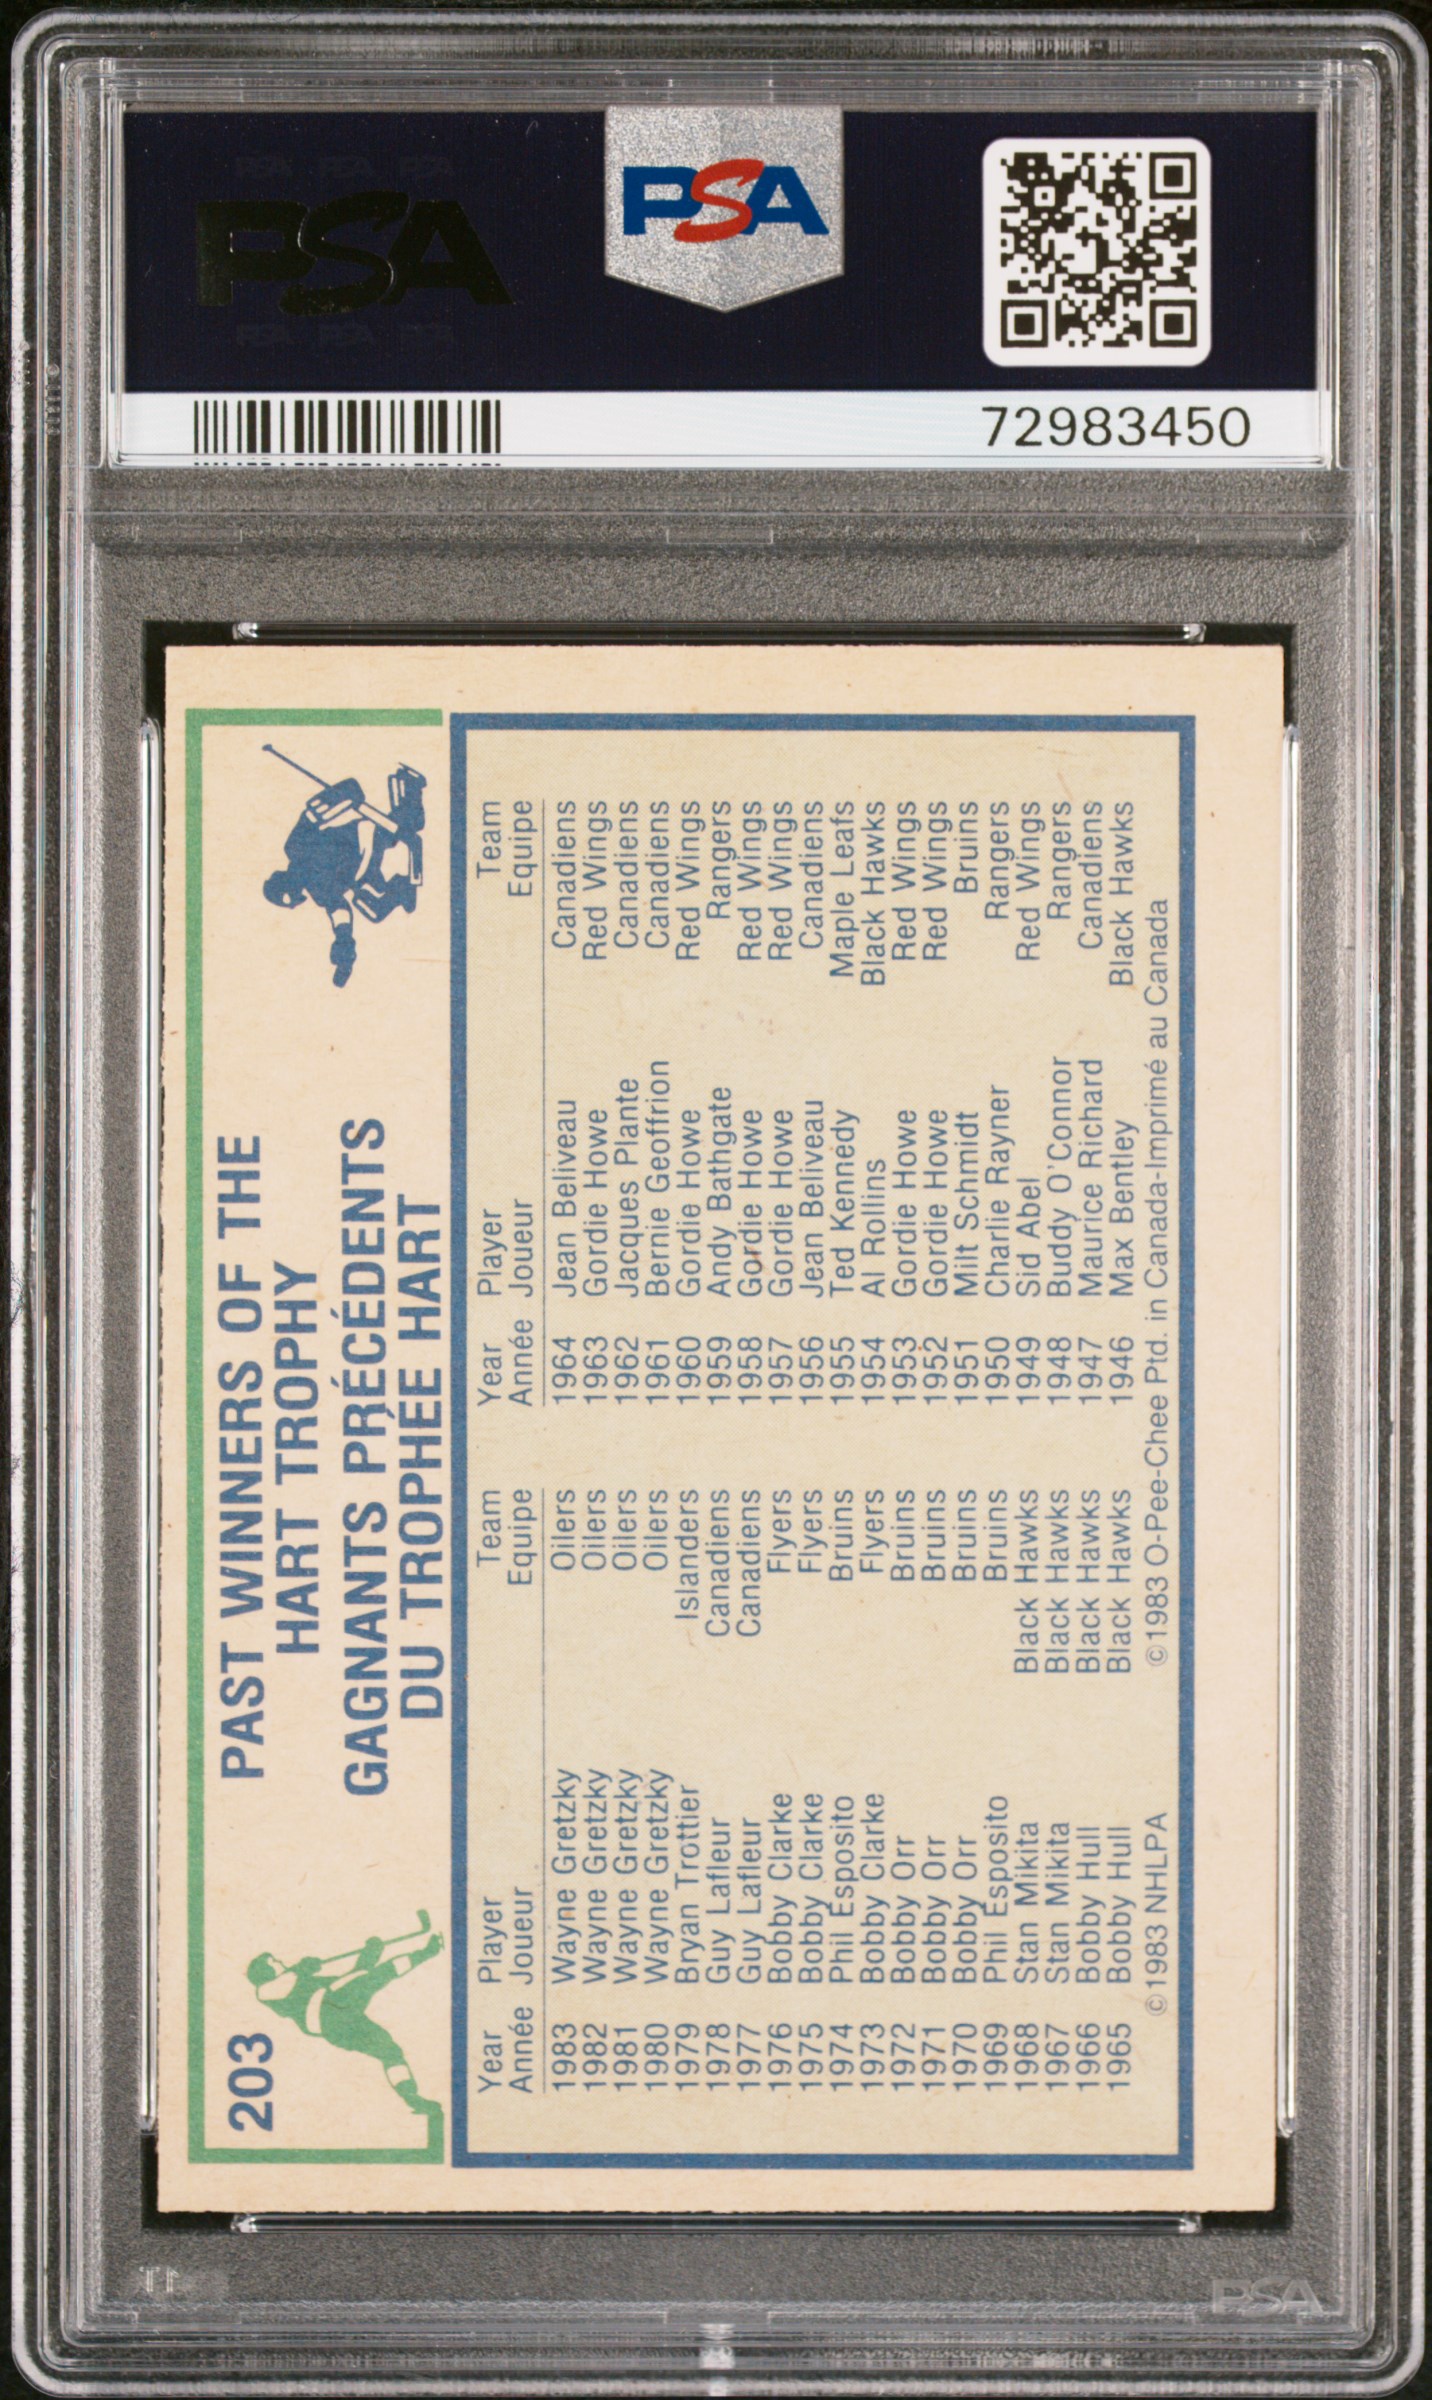 PSA PSA PSA
PSA
PSA PSA PSA
PSA
72983450
203
PAST WINNERS OF THE
HART TROPHY
GAGNANTS PRÉCÉDENTS
DU TROPHÉE HART
Year Player Team
Année Joueur Equipe
1983 Wayne Gretzky Oilers
1982 Wayne Gretzky Oilers
1981 Wayne Gretzky Oilers
1980 Wayne Gretzky Oilers
1979 Bryan Trottier Islanders
1978 Guy Lafleur Canadiens
1977 Guy Lafleur Canadiens
1976 Bobby Clarke Flyers
1975 Bobby Clarke Flyers
1974 Phil Esposito Bruins
1973 Bobby Clarke Flyers
1972 Bobby Orr Bruins
1971 Bobby Orr Bruins
1970 Bobby Orr Bruins
1969 Phil Esposito Bruins
1968 Stan Mikita Black Hawks
1967 Stan Mikita Black Hawks
1966 Bobby Hull Black Hawks
1965 Bobby Hull Black Hawks
Year Player Team
Année Joueur Equipe
1964 Jean Beliveau Canadiens
1963 Gordie Howe Red Wings
1962 Jacques Plante Canadiens
1961 Bernie Geoffrion Canadiens
1960 Gordie Howe Red Wings
1959 Andy Bathgate Rangers
1958 Gordie Howe Red Wings
1957 Gordie Howe Red Wings
1956 Jean Beliveau Canadiens
1955 Ted Kennedy Maple Leafs
1954 Al Rollins Black Hawks
1953 Gordie Howe Red Wings
1952 Gordie Howe Red Wings
1951 Milt Schmidt Bruins
1950 Charlie Rayner Rangers
1949 Sid Abel Red Wings
1948 Buddy O'Connor Rangers
1947 Maurice Richard Canadiens
1946 Max Bentley Black Hawks
©1983 NHLPA ©1983 O-Pee-Chee Ptd. in Canada-Imprimé au Canada
PSA